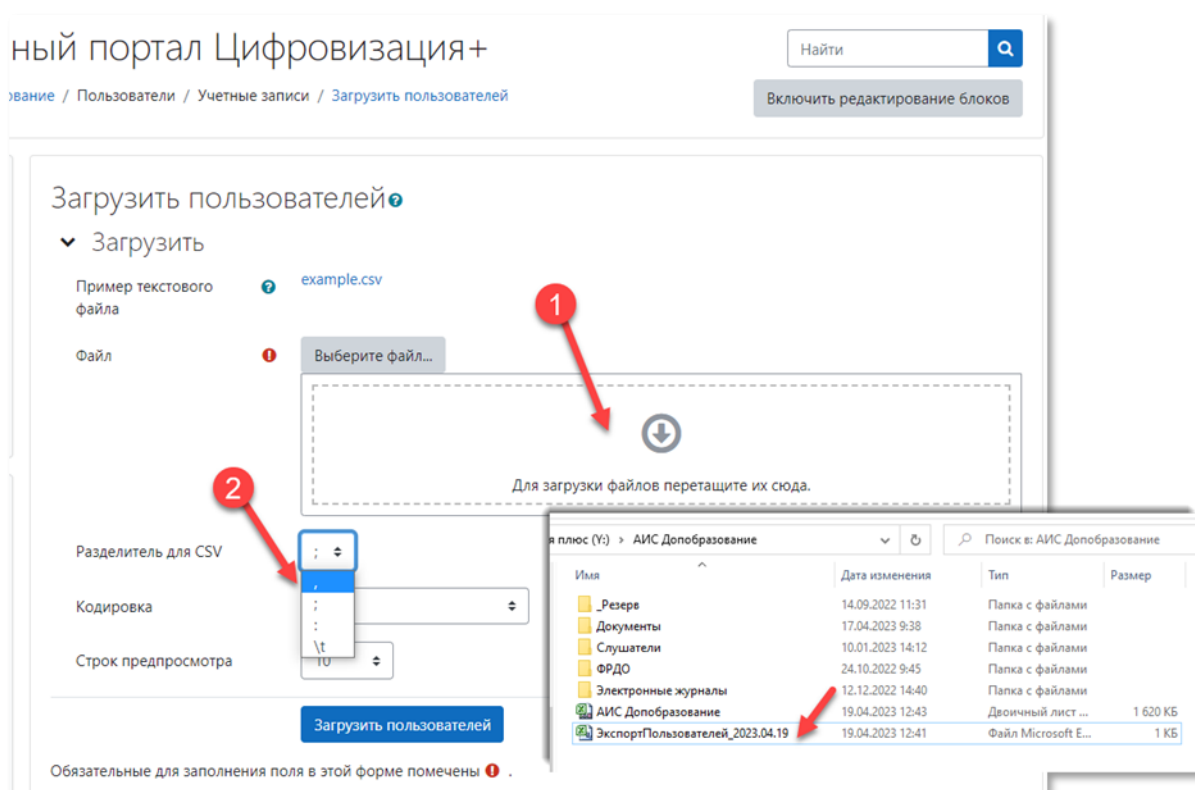 ный портал Цифровизация+
Найти
ование / Пользователи / Учетные записи / Загрузить пользователей
Включить редактирование блоков
Загрузить пользователей
Загрузить
Пример текстового файла
example.csv
1
Файл
Выберите файл...
Для загрузки файлов перетащите их сюда.
2
Разделитель для CSV
;
,
;
:
\t
Кодировка
Строк предпросмотра
10
Загрузить пользователей
Обязательные для заполнения поля в этой форме помечены .
я плюс (Y:) > АИС Допобразование
Поиск в: АИС Допобразование
Имя Дата изменения Тип Размер
_Резерв 14.09.2022 11:31 Папка с файлами
Документы 17.04.2023 9:38 Папка с файлами
Слушатели 10.01.2023 14:12 Папка с файлами
ФРДО 24.10.2022 9:45 Папка с файлами
Электронные журналы 12.12.2022 14:40 Папка с файлами
АИС Допобразование 19.04.2023 12:43 Двоичный лист ... 1 620 КБ
ЭкспортПользователей_2023.04.19 19.04.2023 12:41 Файл Microsoft E... 1 КБ